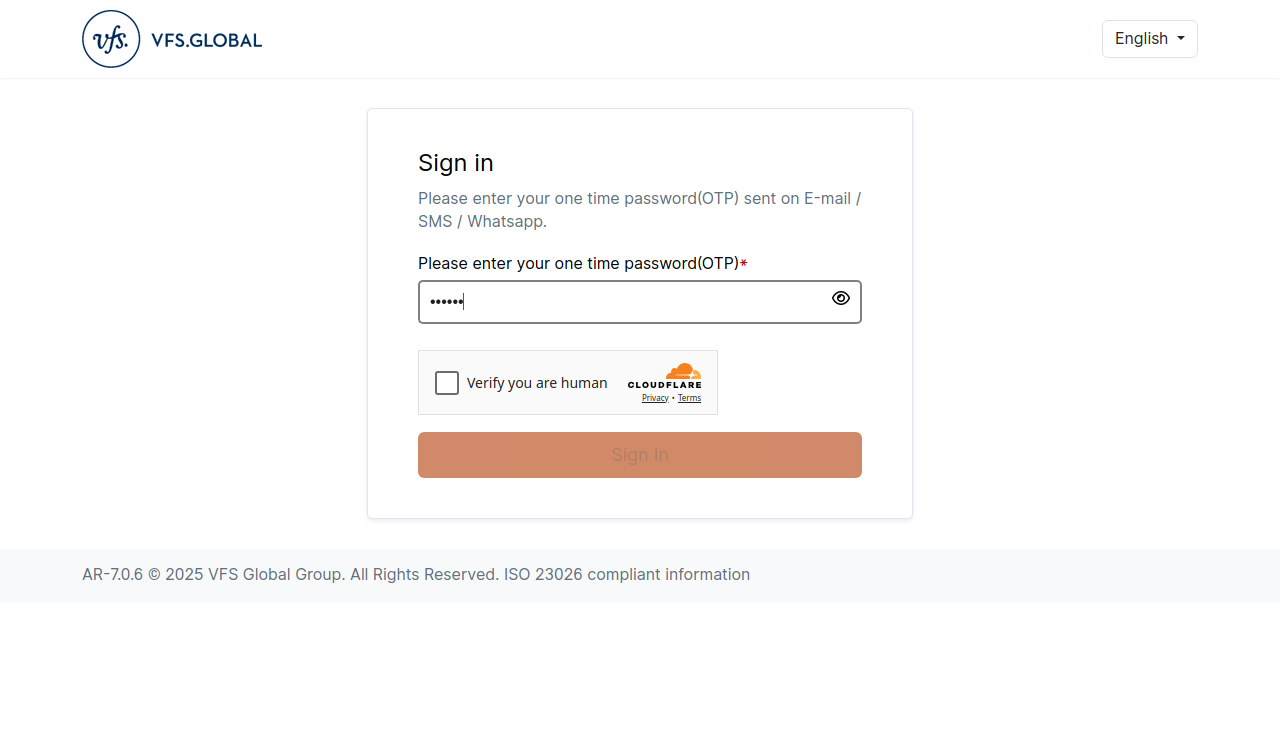 vfs.
VFS.GLOBAL
English
Sign in
Please enter your one time password(OTP) sent on E-mail /
SMS / Whatsapp.
Please enter your one time password(OTP)*
••••••
Verify you are human
CLOUDFLARE
Privacy • Terms
Sign In
AR-7.0.6 © 2025 VFS Global Group. All Rights Reserved. ISO 23026 compliant information